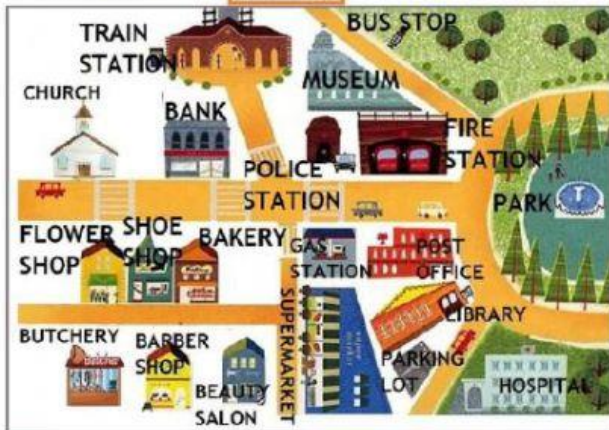 TRAIN
STATION
BUS STOP
MUSEUM
CHURCH
BANK
FIRE
STATION
POLICE
STATION
PARK
FLOWER
SHOP
SHOE
SHOP
BAKERY
GAS
STATION
POST
OFFICE
SUPERMARKET
LIBRARY
BUTCHERY
BARBER
SHOP
BEAUTY
SALON
PARKING
LOT
HOSPITAL